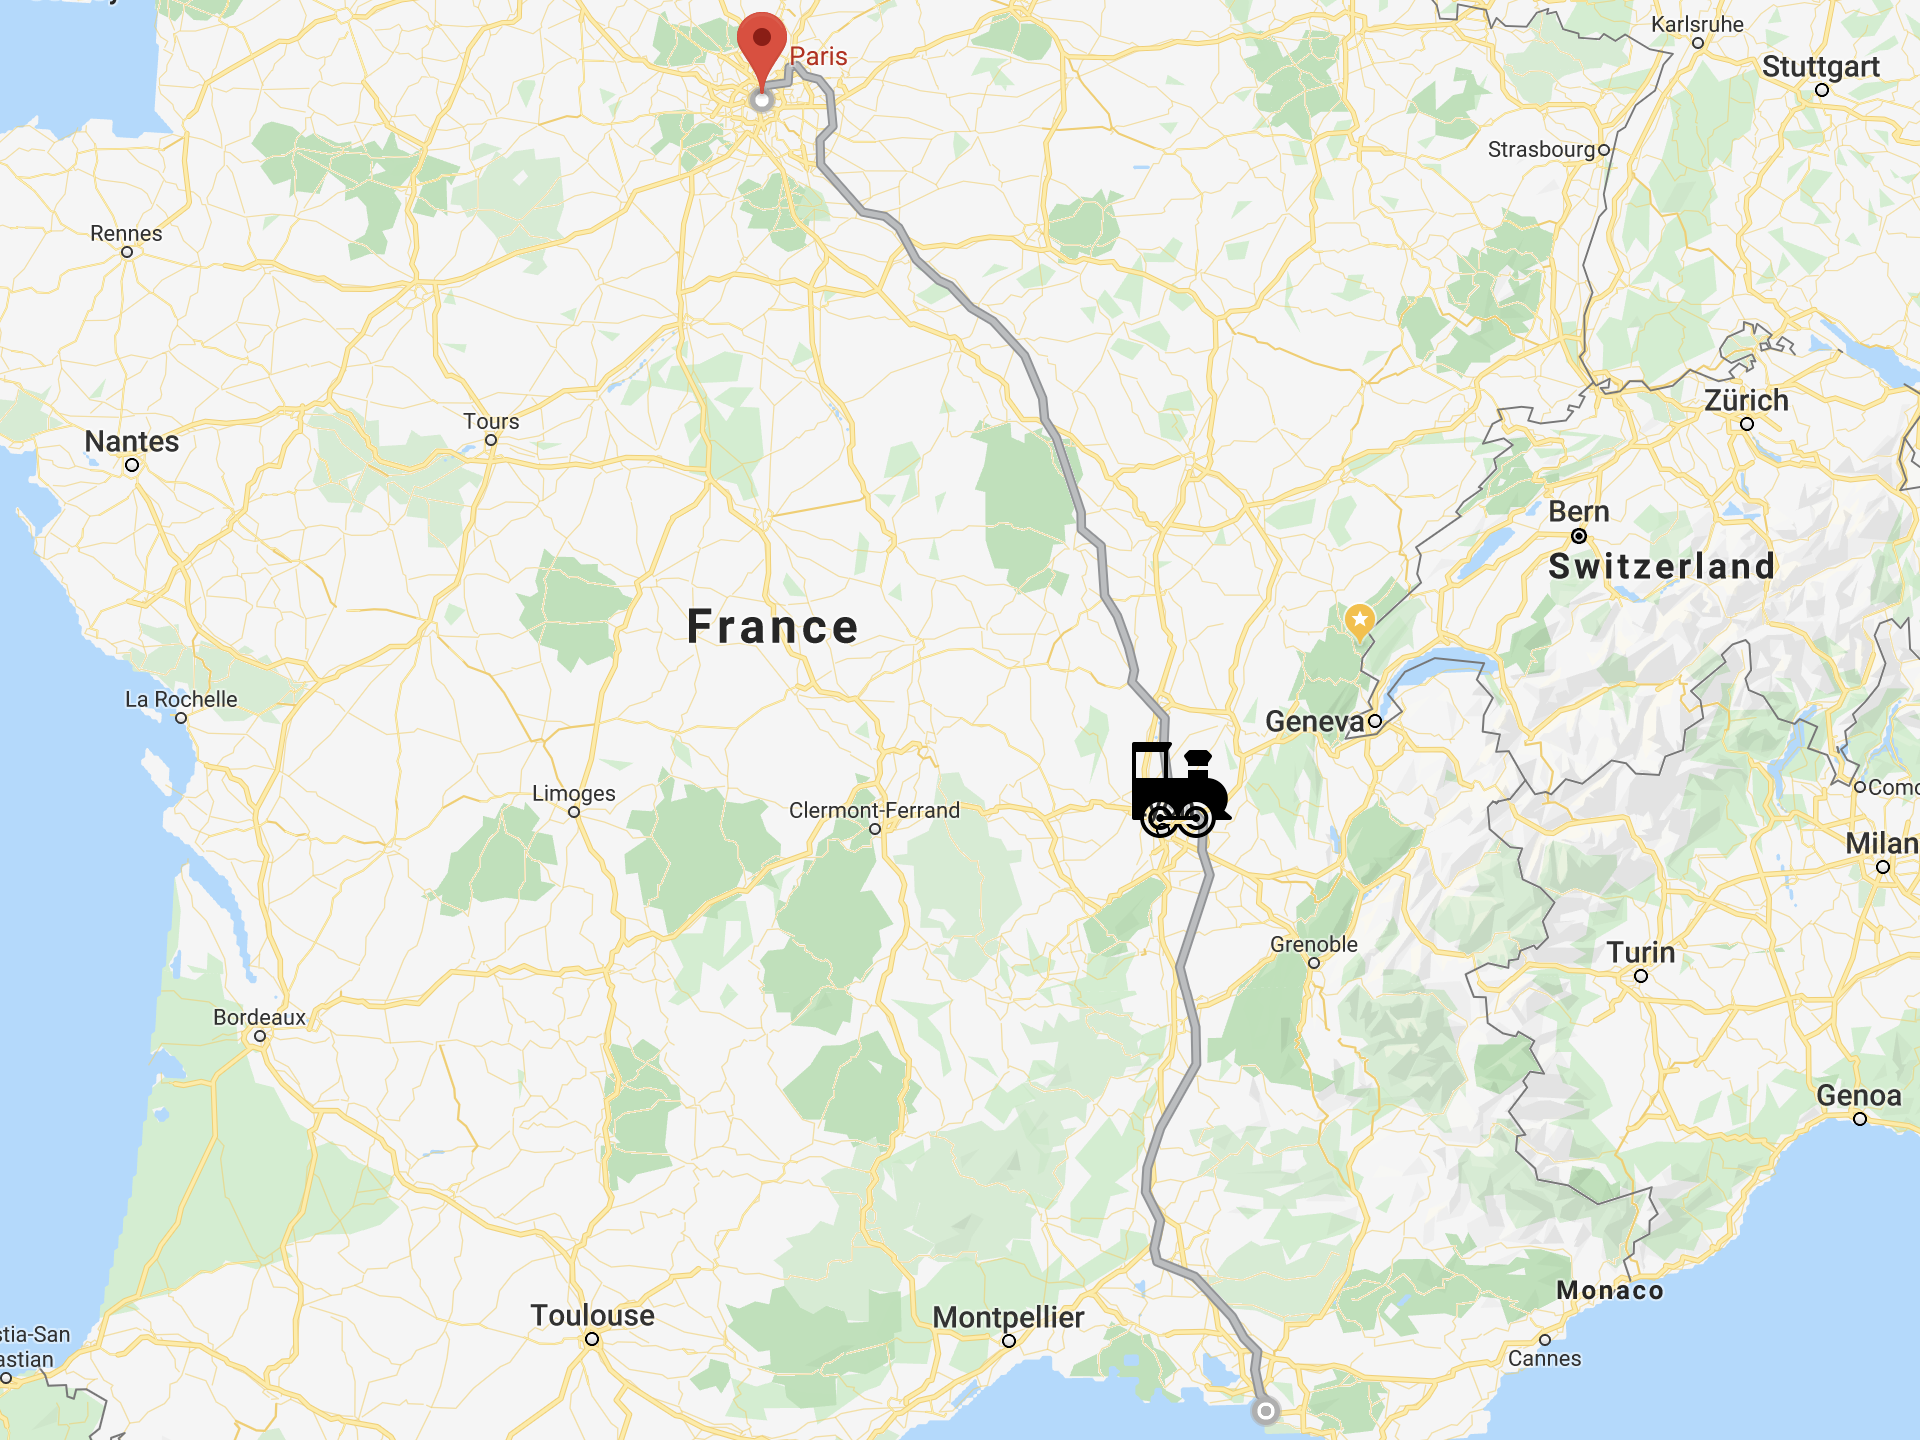 Karlsruhe
Paris
Stuttgart
Strasbourg
Rennes
Zürich
Tours
Nantes
Bern
Switzerland
France
La Rochelle
Geneva
Limoges
Clermont-Ferrand
Como
Milan
Grenoble
Turin
Bordeaux
Genoa
Monaco
Toulouse
Montpellier
stia-San
astian
Cannes